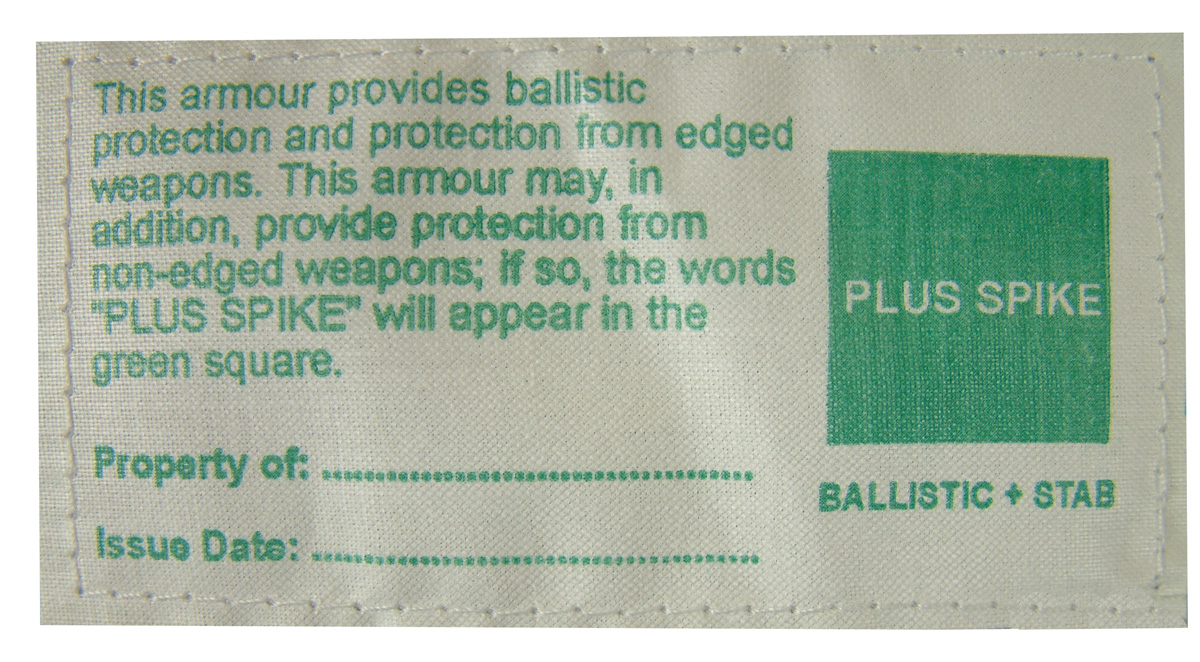 This armour provides ballistic
protection and protection from edged
weapons. This armour may, in
addition, provide protection from
non-edged weapons; if so, the words
"PLUS SPIKE" will appear in the
green square.
PLUS SPIKE
BALLISTIC + STAB
Property of: ................................................
Issue Date: ................................................